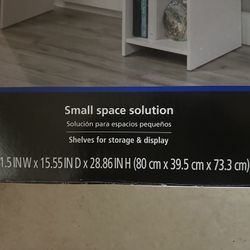 Small space solution
Solución para espacios pequeños
Shelves for storage & display
1.5 IN W x 15.55 IN D x 28.86 IN H (80 cm x 39.5 cm x 73.3 cm)